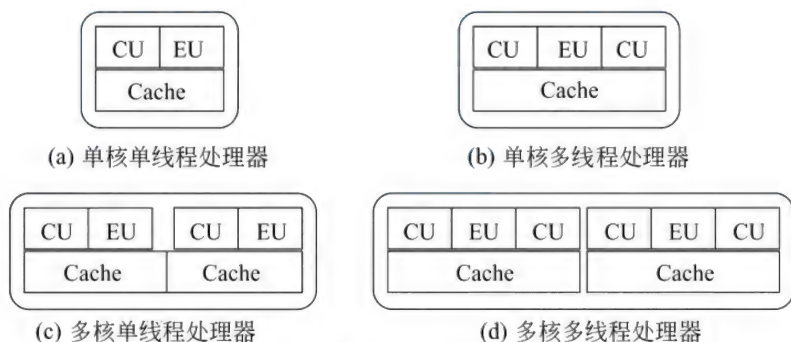 CU EU CU EU CU
Cache Cache
(a) 单核单线程处理器 (b) 单核多线程处理器
CU EU CU EU CU EU CU CU EU CU
Cache Cache Cache Cache
(c) 多核单线程处理器 (d) 多核多线程处理器